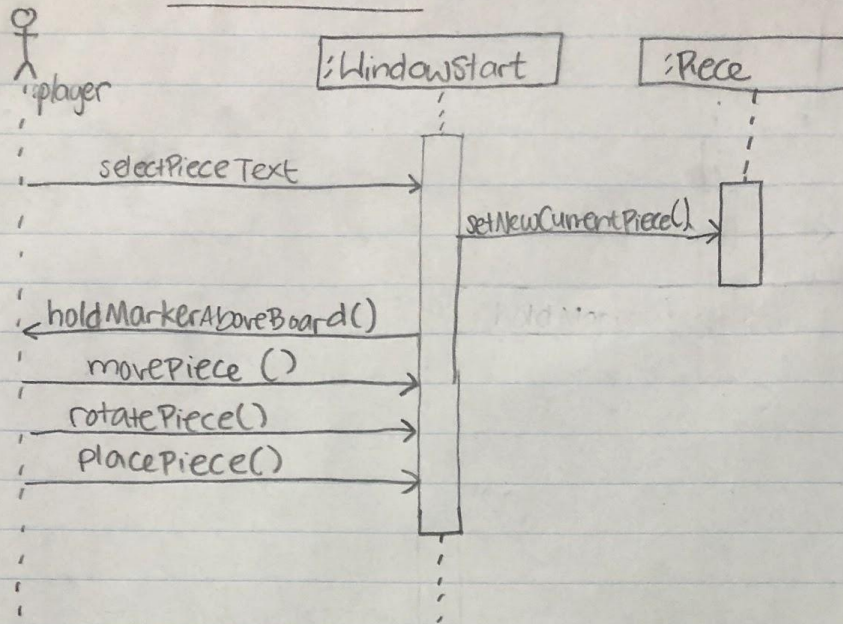 :player
:WindowStart
:Piece
selectPieceText
setNewCurrentPiece()
holdMarkerAboveBoard()
movePiece ()
rotatePiece()
placePiece()